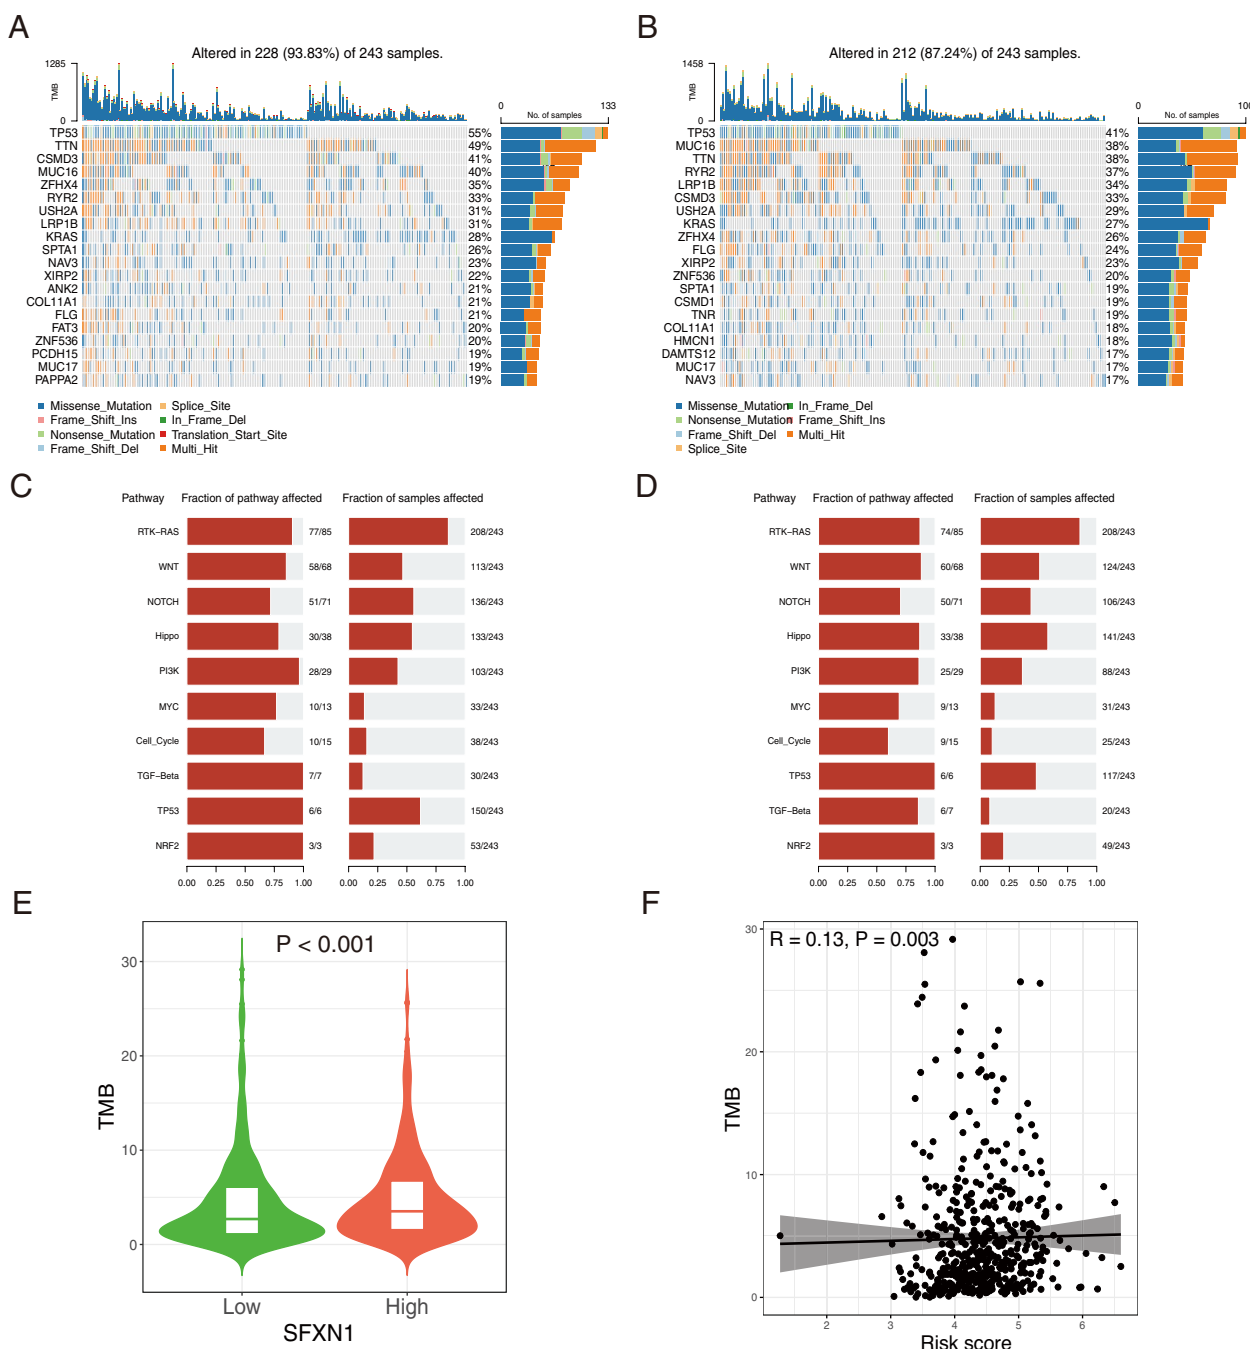 A
Altered in 228 (93.83%) of 243 samples.
1285
TMB
0
0 133
No. of samples
TP53 55%
TTN 49%
CSMD3 41%
MUC16 40%
ZFHX4 35%
RYR2 33%
USH2A 31%
LRP1B 31%
KRAS 28%
SPTA1 26%
NAV3 23%
XIRP2 22%
ANK2 21%
COL11A1 21%
FLG 21%
FAT3 20%
ZNF536 20%
PCDH15 19%
MUC17 19%
PAPPA2 19%
Missense_Mutation Splice_Site
Frame_Shift_Ins In_Frame_Del
Nonsense_Mutation Translation_Start_Site
Frame_Shift_Del Multi_Hit
B
Altered in 212 (87.24%) of 243 samples.
1458
TMB
0
0 100
No. of samples
TP53 41%
MUC16 38%
TTN 38%
RYR2 37%
LRP1B 34%
CSMD3 33%
USH2A 29%
KRAS 27%
ZFHX4 26%
FLG 24%
XIRP2 23%
ZNF536 20%
SPTA1 19%
CSMD1 19%
TNR 19%
COL11A1 18%
HMCN1 18%
DAMTS12 17%
MUC17 17%
NAV3 17%
Missense_Mutation In_Frame_Del
Nonsense_Mutation Frame_Shift_Ins
Frame_Shift_Del Multi_Hit
Splice_Site
C
Pathway Fraction of pathway affected Fraction of samples affected
RTK−RAS 77/85 208/243
WNT 58/68 113/243
NOTCH 51/71 136/243
Hippo 30/38 133/243
PI3K 28/29 103/243
MYC 10/13 33/243
Cell_Cycle 10/15 38/243
TGF−Beta 7/7 30/243
TP53 6/6 150/243
NRF2 3/3 53/243
0.00 0.25 0.50 0.75 1.00 0.00 0.25 0.50 0.75 1.00
D
Pathway Fraction of pathway affected Fraction of samples affected
RTK−RAS 74/85 208/243
WNT 60/68 124/243
NOTCH 50/71 106/243
Hippo 33/38 141/243
PI3K 25/29 88/243
MYC 9/13 31/243
Cell_Cycle 9/15 25/243
TP53 6/6 117/243
TGF−Beta 6/7 20/243
NRF2 3/3 49/243
0.00 0.25 0.50 0.75 1.00 0.00 0.25 0.50 0.75 1.00
E
P < 0.001
30
20
10
0
TMB
Low High
SFXN1
F
R = 0.13, P = 0.003
30
20
10
0
TMB
2 3 4 5 6
Risk score